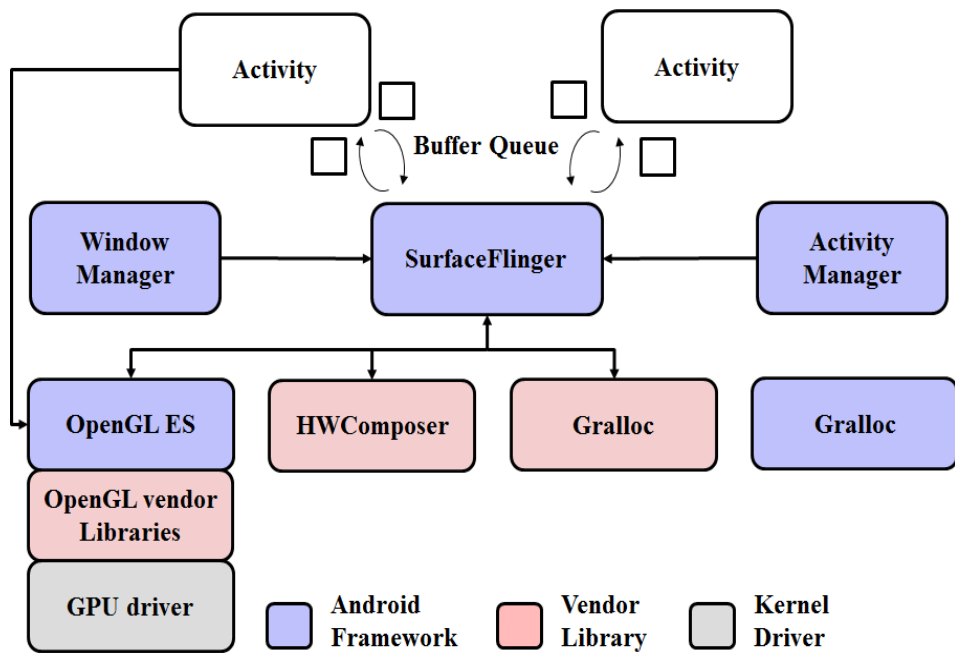 Activity
Activity
Buffer Queue
Window
Manager
SurfaceFlinger
Activity
Manager
OpenGL ES
HWComposer
Gralloc
Gralloc
OpenGL vendor
Libraries
GPU driver
Android
Framework
Vendor
Library
Kernel
Driver